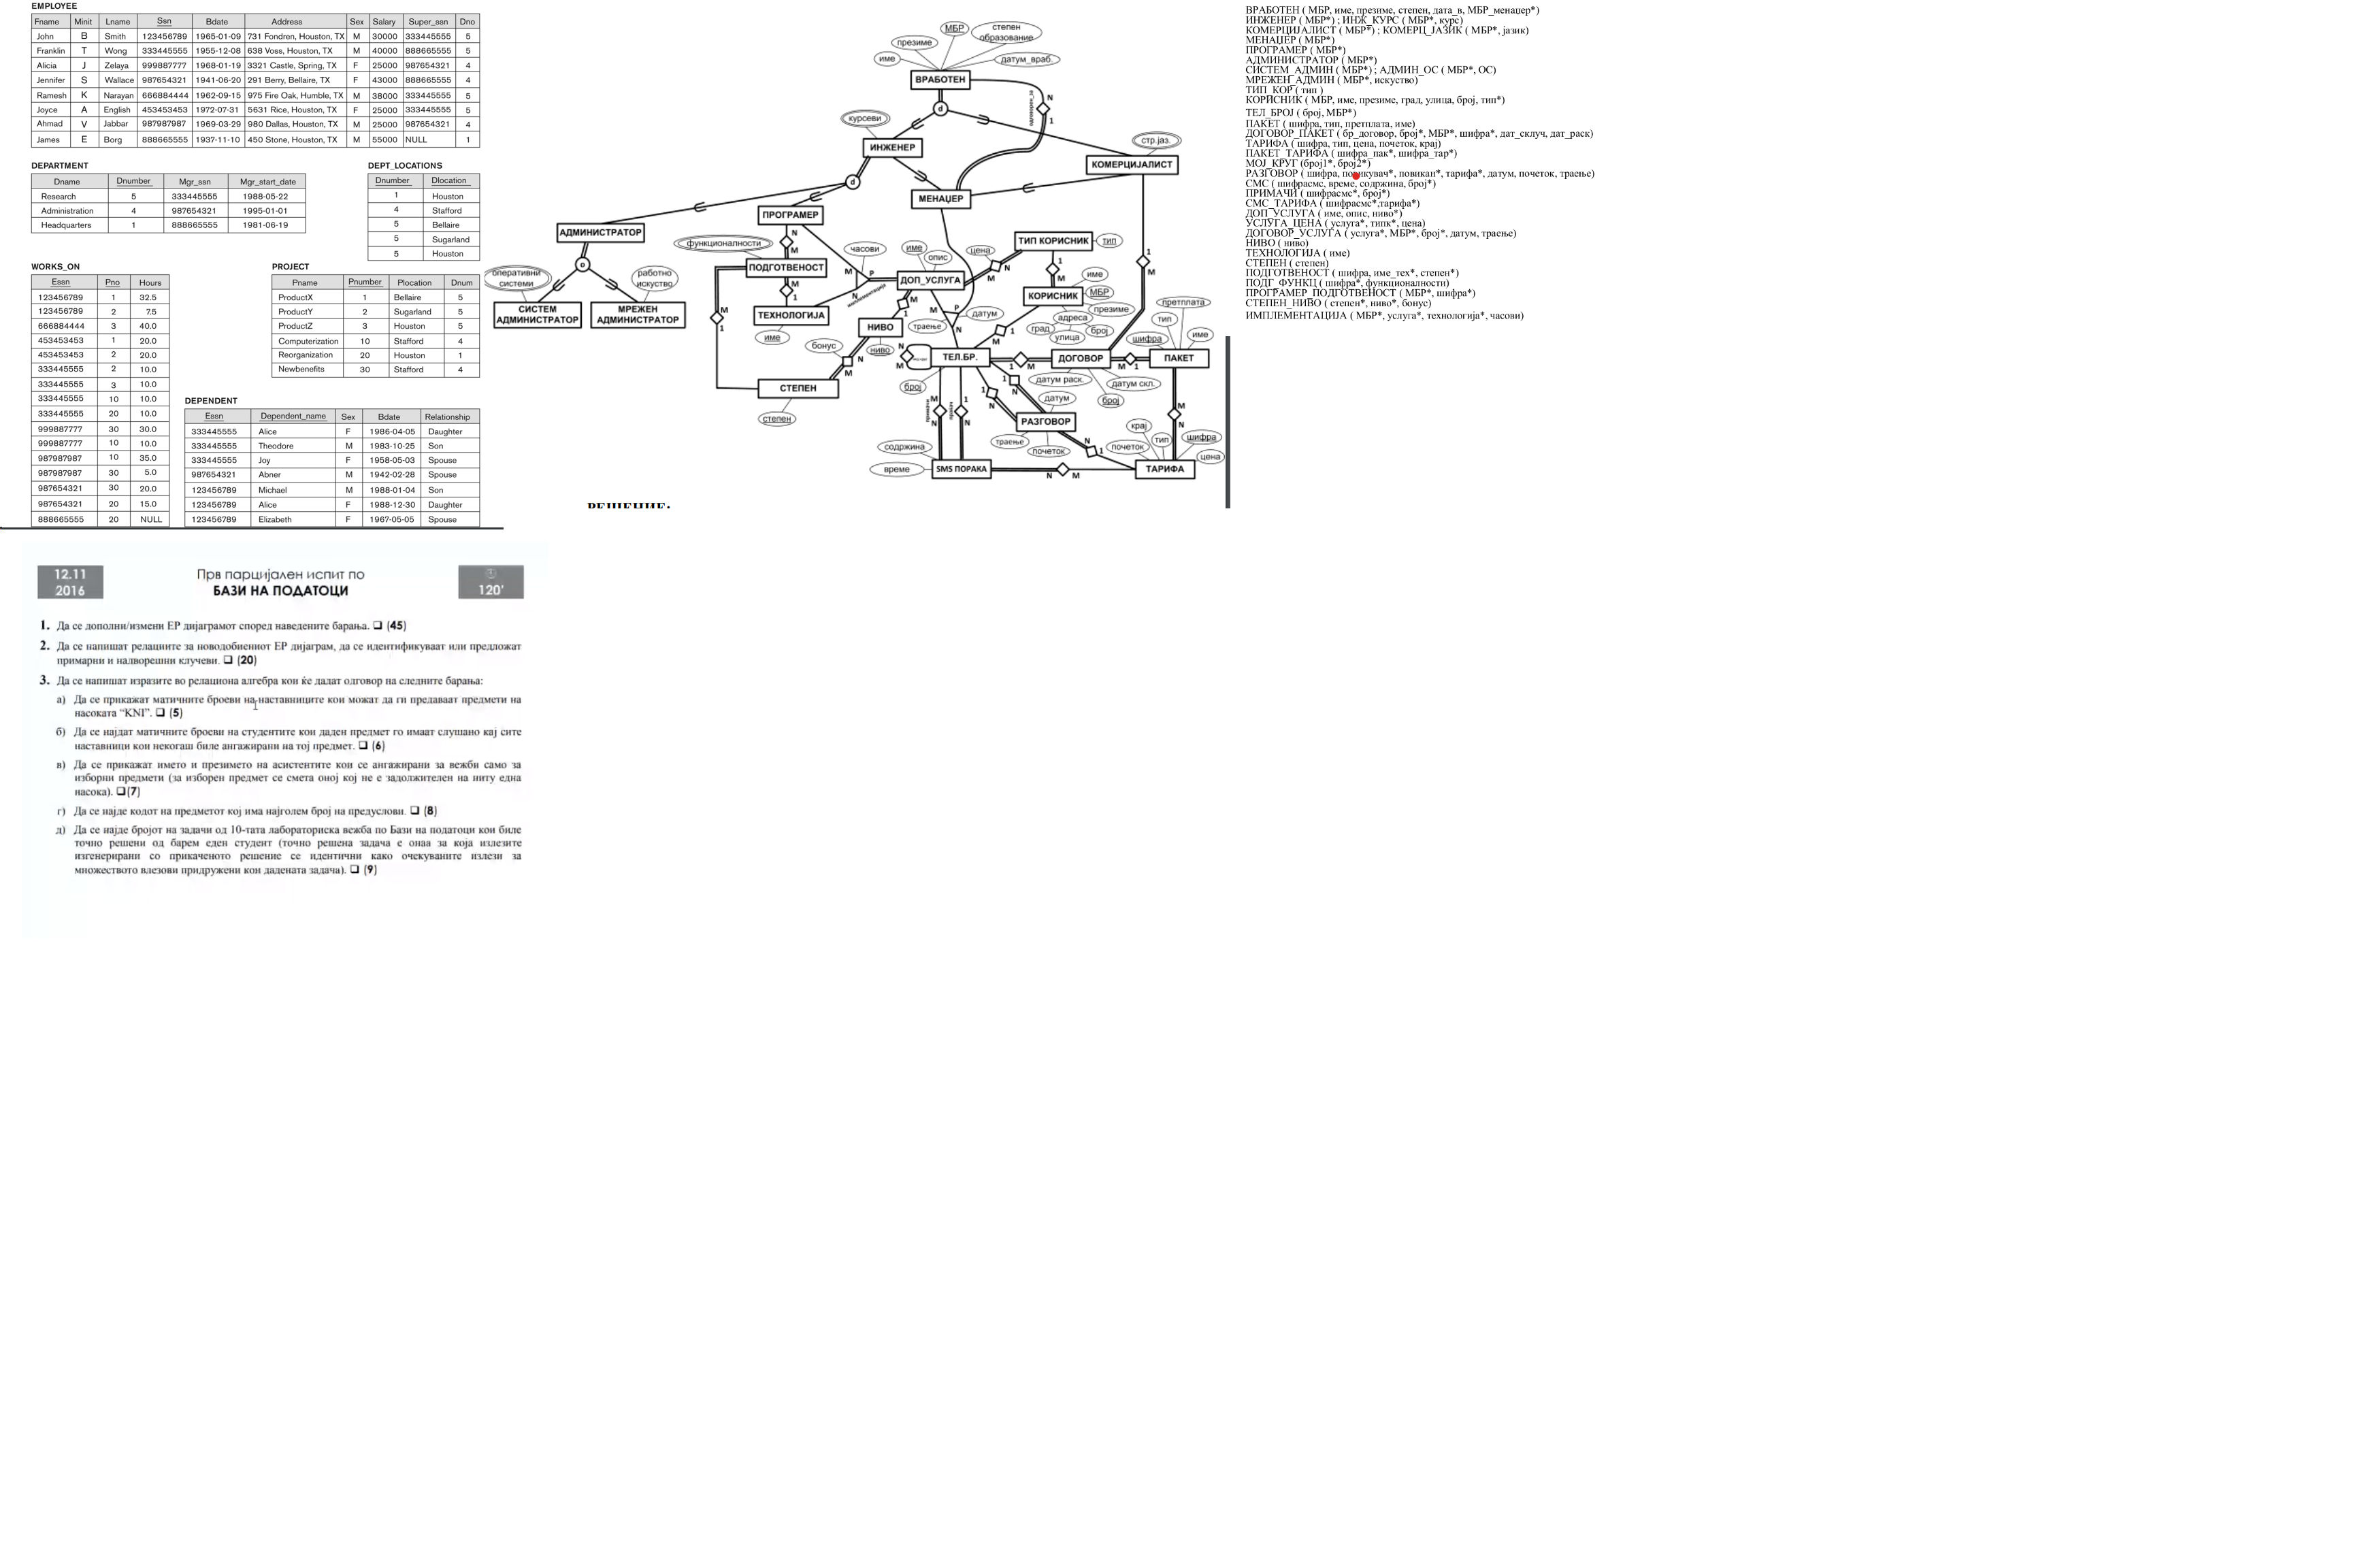 EMPLOYEE
Fname Minit Lname Ssn Bdate Address Sex Salary Super_ssn Dno
John B Smith 123456789 1965-01-09 731 Fondren, Houston, TX M 30000 333445555 5
Franklin T Wong 333445555 1955-12-08 638 Voss, Houston, TX M 40000 888665555 5
Alicia J Zelaya 999887777 1968-01-19 3321 Castle, Spring, TX F 25000 987654321 4
Jennifer S Wallace 987654321 1941-06-20 291 Berry, Bellaire, TX F 43000 888665555 4
Ramesh K Narayan 666884444 1962-09-15 975 Fire Oak, Humble, TX M 38000 333445555 5
Joyce A English 453453453 1972-07-31 5631 Rice, Houston, TX F 25000 333445555 5
Ahmad V Jabbar 987987987 1969-03-29 980 Dallas, Houston, TX M 25000 987654321 4
James E Borg 888665555 1937-11-10 450 Stone, Houston, TX M 55000 NULL 1
DEPARTMENT
Dname Dnumber Mgr_ssn Mgr_start_date
Research 5 333445555 1988-05-22
Administration 4 987654321 1995-01-01
Headquarters 1 888665555 1981-06-19
DEPT_LOCATIONS
Dnumber Dlocation
1 Houston
4 Stafford
5 Bellaire
5 Sugarland
5 Houston
WORKS_ON
Essn Pno Hours
123456789 1 32.5
123456789 2 7.5
666884444 3 40.0
453453453 1 20.0
453453453 2 20.0
333445555 2 10.0
333445555 3 10.0
333445555 10 10.0
333445555 20 10.0
999887777 30 30.0
999887777 10 10.0
987987987 10 35.0
987987987 30 5.0
987654321 30 20.0
987654321 20 15.0
888665555 20 NULL
PROJECT
Pname Pnumber Plocation Dnum
ProductX 1 Bellaire 5
ProductY 2 Sugarland 5
ProductZ 3 Houston 5
Computerization 10 Stafford 4
Reorganization 20 Houston 1
Newbenefits 30 Stafford 4
DEPENDENT
Essn Dependent_name Sex Bdate Relationship
333445555 Alice F 1986-04-05 Daughter
333445555 Theodore M 1983-10-25 Son
333445555 Joy F 1958-05-03 Spouse
987654321 Abner M 1942-02-28 Spouse
123456789 Michael M 1988-01-04 Son
123456789 Alice F 1988-12-30 Daughter
123456789 Elizabeth F 1967-05-05 Spouse
МБР
степен образование
презиме
име
датум_враб.
ВРАБОТЕН
одговорен_за
N
1
d
курсеви
ИНЖЕНЕР
стр.јаз.
КОМЕРЦИЈАЛИСТ
d
МЕНАЏЕР
ПРОГРАМЕР
АДМИНИСТРАТОР
o
оперативни системи
работно искуство
СИСТЕМ АДМИНИСТРАТОР
МРЕЖЕН АДМИНИСТРАТОР
функционалности
N
M
ПОДГОТВЕНОСТ
M
1
ТЕХНОЛОГИЈА
име
часови
M P
N
имплементација
име
опис
ДОП_УСЛУГА
цена
M N
ТИП КОРИСНИК
тип
1
M
КОРИСНИК
име
МБР
презиме
адреса
град
улица
број
1
M
M
1
НИВО
ниво
траење
датум
M P N
бонус
N
M
СТЕПЕН
степен
M
1
N
M
ТЕЛ.БР.
број
1 M
ДОГОВОР
датум раск.
датум скл.
број
1
M
M 1
ПАКЕТ
шифра
тип
претплата
име
M
N
1 N
1 N
РАЗГОВОР
датум
траење
почеток
N 1
ТАРИФА
крај
почеток
тип
шифра
цена
M
N
1
N
содржина
време
SMS ПОРАКА
N M
РЕШЕНИЕ:
ВРАБОТЕН ( МБР, име, презиме, степен, дата_в, МБР_менаџер*)
ИНЖЕНЕР ( МБР*) ; ИНЖ_КУРС ( МБР*, курс)
КОМЕРЦИЈАЛИСТ ( МБР*) ; КОМЕРЦ_ЈАЗИК ( МБР*, јазик)
МЕНАЏЕР ( МБР*)
ПРОГРАМЕР ( МБР*)
АДМИНИСТРАТОР ( МБР*)
СИСТЕМ_АДМИН ( МБР*) ; АДМИН_ОС ( МБР*, ОС)
МРЕЖЕН_АДМИН ( МБР*, искуство)
ТИП_КОР ( тип )
КОРИСНИК ( МБР, име, презиме, град, улица, број, тип*)
ТЕЛ_БРОЈ ( број, МБР*)
ПАКЕТ ( шифра, тип, претплата, име)
ДОГОВОР_ПАКЕТ ( бр_договор, број*, МБР*, шифра*, дат_склуч, дат_раск)
ТАРИФА ( шифра, тип, цена, почеток, крај)
ПАКЕТ_ТАРИФА ( шифра_пак*, шифра_тар*)
МОЈ_КРУГ (број1*, број2*)
РАЗГОВОР ( шифра, повикувач*, повикан*, тарифа*, датум, почеток, траење)
СМС ( шифрасмс, време, содржина, број*)
ПРИМАЧИ ( шифрасмс*, број*)
СМС_ТАРИФА ( шифрасмс*,тарифа*)
ДОП_УСЛУГА ( име, опис, ниво*)
УСЛУГА_ЦЕНА ( услуга*, типк*, цена)
ДОГОВОР_УСЛУГА ( услуга*, МБР*, број*, датум, траење)
НИВО ( ниво)
ТЕХНОЛОГИЈА ( име)
СТЕПЕН ( степен)
ПОДГОТВЕНОСТ ( шифра, име_тех*, степен*)
ПОДГ_ФУНКЦ ( шифра*, функционалности)
ПРОГРАМЕР_ПОДГОТВЕНОСТ ( МБР*, шифра*)
СТЕПЕН_НИВО ( степен*, ниво*, бонус)
ИМПЛЕМЕНТАЦИЈА ( МБР*, услуга*, технологија*, часови)
12.11
2016
Прв парцијален испит по
БАЗИ НА ПОДАТОЦИ
120'
1. Да се дополни/измени ЕР дијаграмот според наведените барања. ❑ (45)
2. Да се напишат релациите за новодобиениот ЕР дијаграм, да се идентификуваат или предложат
примарни и надворешни клучеви. ❑ (20)
3. Да се напишат изразите во релациона алгебра кои ќе дадат одговор на следните барања:
а) Да се прикажат матичните броеви на наставниците кои можат да ги предаваат предмети на
насоката “KNI”. ❑ (5)
б) Да се најдат матичните броеви на студентите кои даден предмет го имаат слушано кај сите
наставници кои некогаш биле ангажирани на тој предмет. ❑ (6)
в) Да се прикажат името и презимето на асистентите кои се ангажирани за вежби само за
изборни предмети (за изборен предмет се смета оној кој не е задолжителен на ниту една
насока). ❑ (7)
г) Да се најде кодот на предметот кој има најголем број на предуслови. ❑ (8)
д) Да се најде бројот на задачи од 10-тата лабораториска вежба по Бази на податоци кои биле
точно решени од барем еден студент (точно решена задача е онаа за која излезите
изгенерирани со прикаченото решение се идентични како очекуваните излези за
множеството влезови придружени кон дадената задача). ❑ (9)